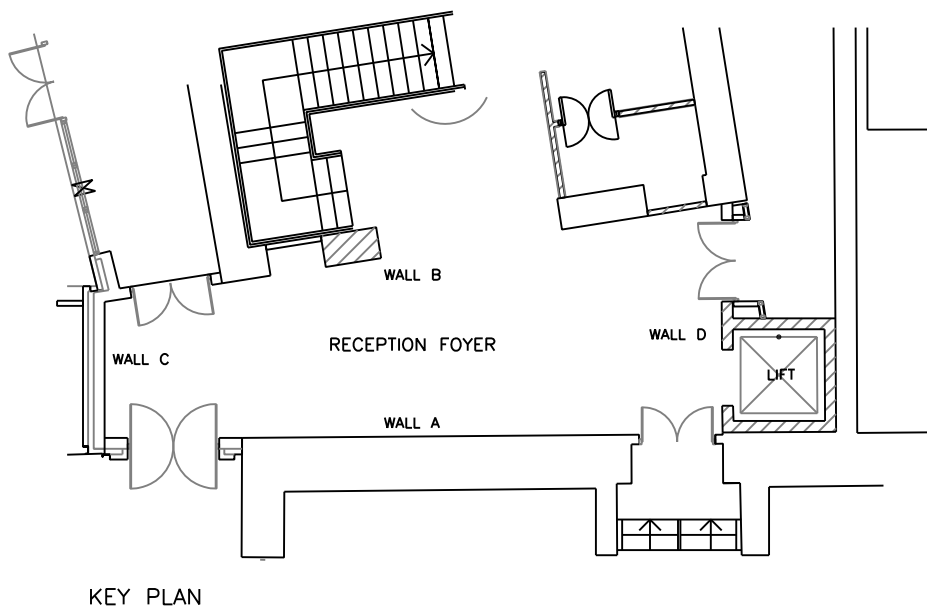 WALL B
WALL D
RECEPTION FOYER
WALL C
LIFT
WALL A
KEY PLAN